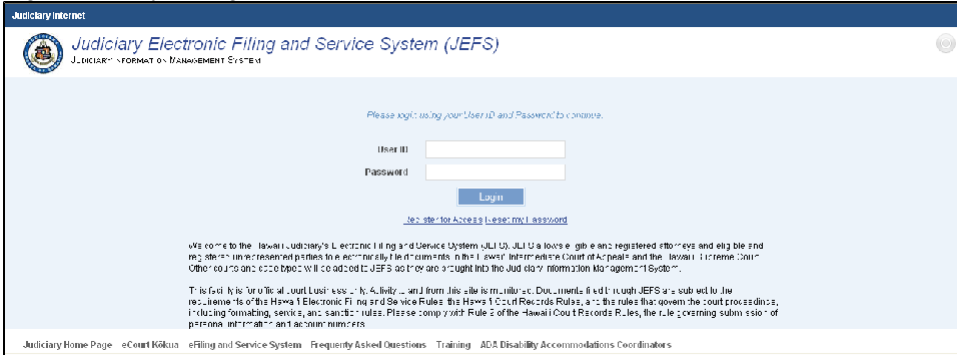 Judiciary Internet
Judiciary Electronic Filing and Service System (JEFS)
JUDICIARY INFORMATION MANAGEMENT SYSTEM
Please login using your User ID and Password to continue.
User ID
Password
Login
Register for Access Reset my Password
Welcome to the Hawaii Judiciary's Electronic Filing and Service System (JEFS). JEFS allows eligible and registered attorneys and eligible and
registered unrepresented parties to electronically file documents in the Hawai'i Intermediate Court of Appeals and the Hawai'i Supreme Court.
Other courts and case types will be added to JEFS as they are brought into the Judiciary Information Management System.
This facility is for official court business only. Activity to and from this site is monitored. Documents filed through JEFS are subject to the
requirements of the Hawai'i Electronic Filing and Service Rules, the Hawai'i Court Records Rules, and the rules that govern the court proceedings,
including formatting, service, and sanction rules. Please comply with Rule 2 of the Hawaii Court Records Rules, the rule governing submission of
personal information and account numbers.
Judiciary Home Page eCourt Kōkua eFiling and Service System Frequently Asked Questions Training ADA Disability Accommodations Coordinators